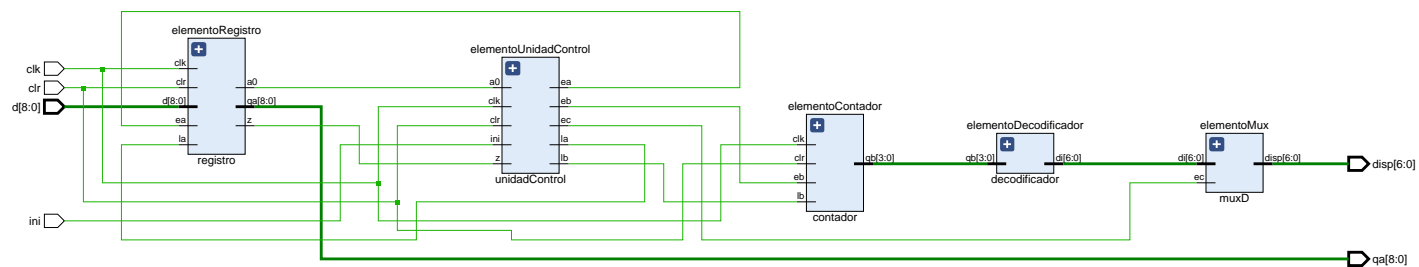 clk
clr
d[8:0]
ini
elementoRegistro
clk
clr
d[8:0]
ea
la
a0
qa[8:0]
z
registro
elementoUnidadControl
a0
clk
clr
ini
z
ea
eb
ec
la
lb
unidadControl
elementoContador
clk
clr
eb
lb
qb[3:0]
contador
elementoDecodificador
qb[3:0]
di[6:0]
decodificador
elementoMux
di[6:0]
ec
disp[6:0]
muxD
disp[6:0]
qa[8:0]